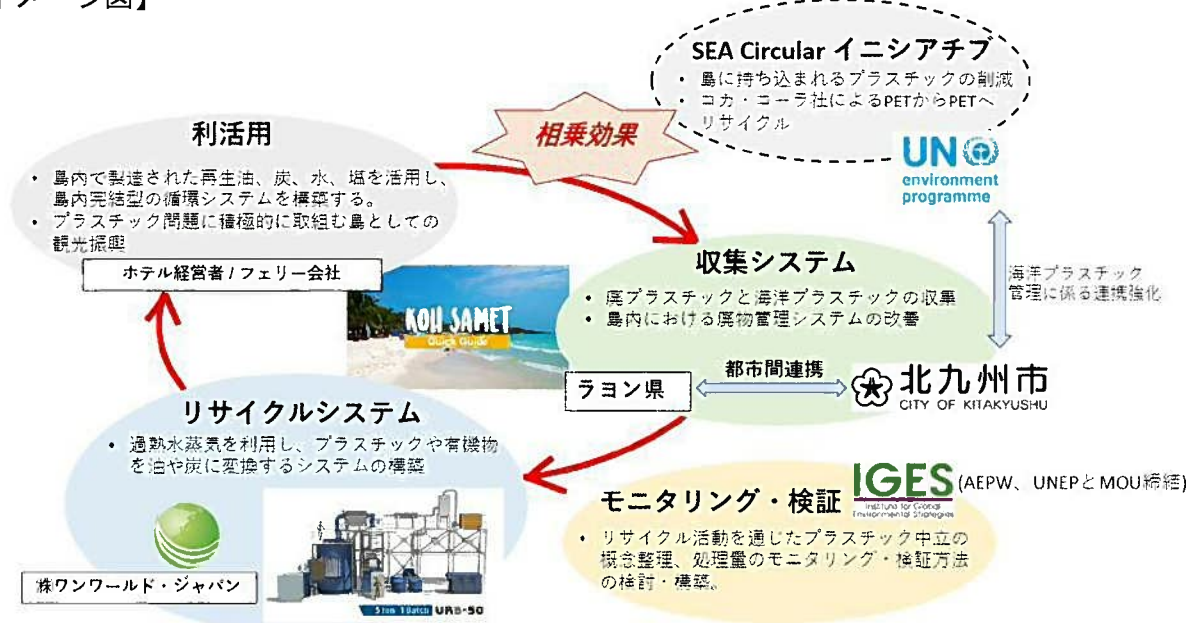 SEA Circular イニシアチブ
• 島に持ち込まれるプラスチックの削減
• コカ・コーラ社によるPETからPETへ
リサイクル
相乗効果
利活用
• 島内で製造された再生油、炭、水、塩を活用し、
島内完結型の循環システムを構築する。
• プラスチック問題に積極的に取組む島としての
観光振興
ホテル経営者 / フェリー会社
UN
environment
programme
海洋プラスチック
管理に係る連携強化
収集システム
• 廃プラスチックと海洋プラスチックの収集
• 島内における廃物管理システムの改善
KOH SAMET
Quick Guide
ラヨン県
都市間連携
北九州市
CITY OF KITAKYUSHU
リサイクルシステム
• 過熱水蒸気を利用し、プラスチックや有機物
を油や炭に変換するシステムの構築
㈱ワンワールド・ジャパン
5 ton 1 Batch URB-50
モニタリング・検証
IGES
Institute for Global
Environmental Strategies
(AEPW、UNEPとMOU締結)
• リサイクル活動を通じたプラスチック中立の
概念整理、処理量のモニタリング・検証方法
の検討・構築。